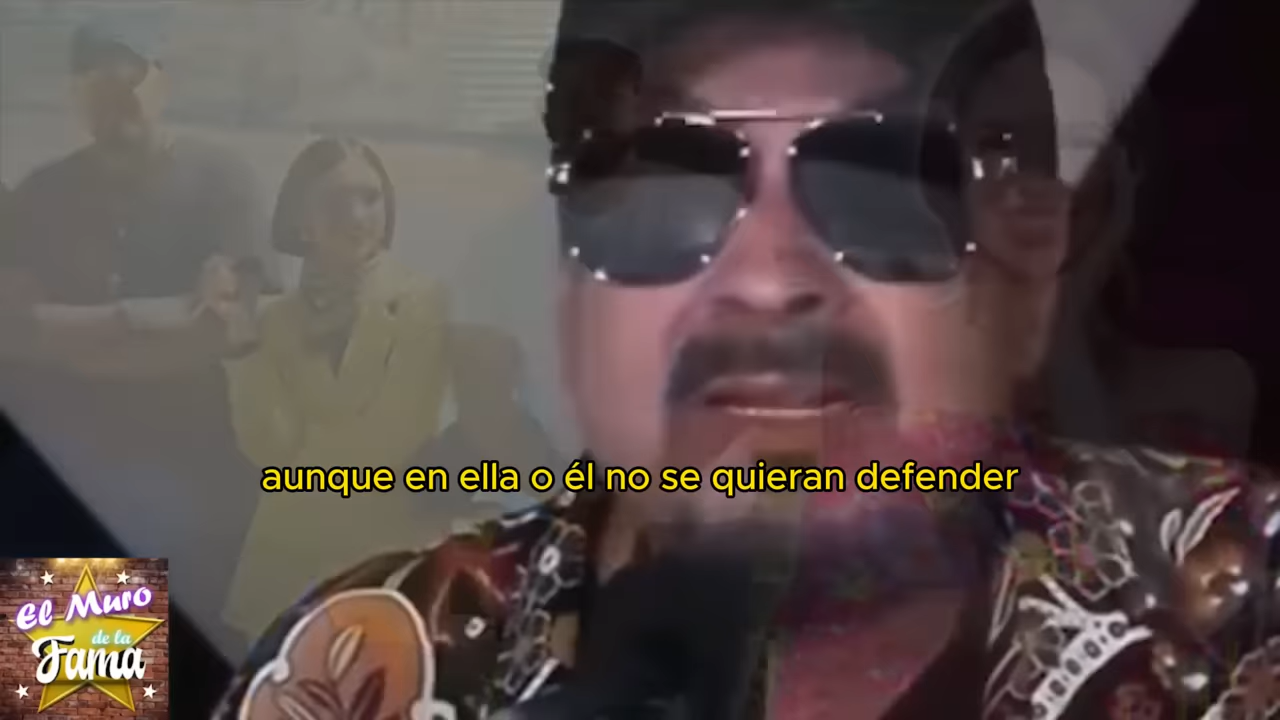 aunque en ella o él no se quieran defender
El Muro
de la
Fama